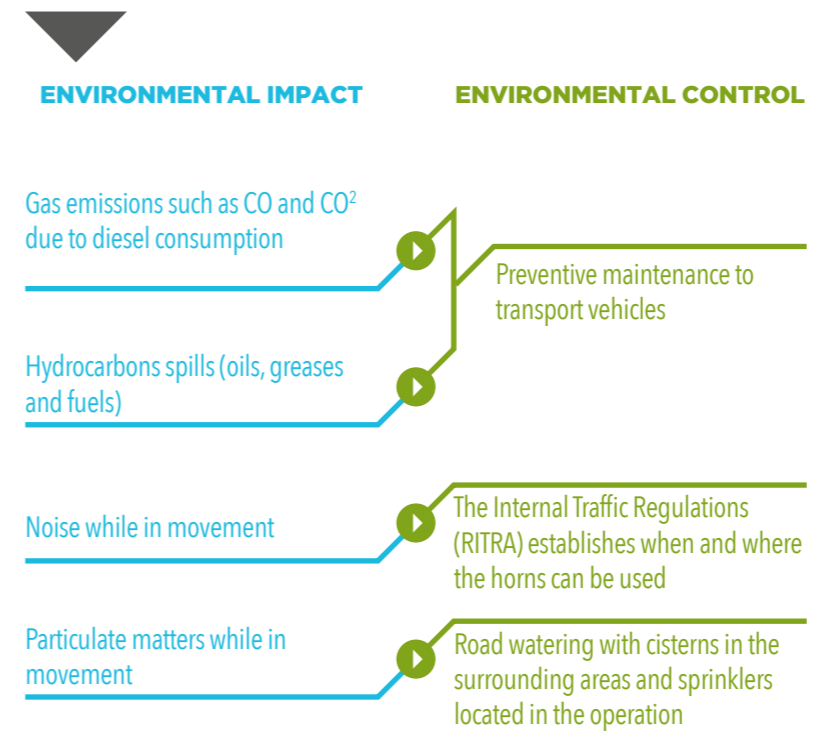 ENVIRONMENTAL IMPACT
ENVIRONMENTAL CONTROL
Gas emissions such as CO and CO²
due to diesel consumption
Preventive maintenance to
transport vehicles
Hydrocarbons spills (oils, greases
and fuels)
Noise while in movement
The Internal Traffic Regulations
(RITRA) establishes when and where
the horns can be used
Particulate matters while in
movement
Road watering with cisterns in the
surrounding areas and sprinklers
located in the operation